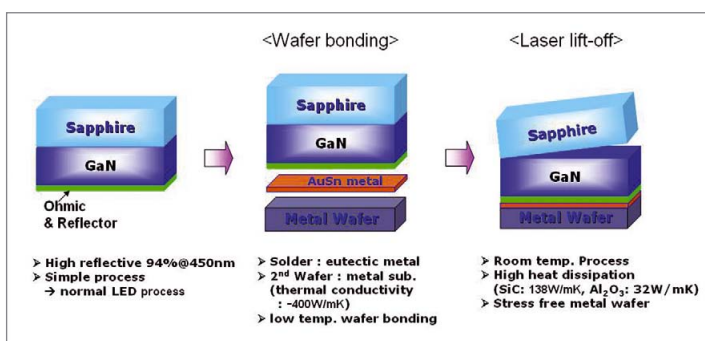 <Wafer bonding>
<Laser lift-off>
Sapphire
GaN
Ohmic
& Reflector
➢ High reflective 94%@450nm
➢ Simple process
→ normal LED process
Sapphire
GaN
AuSn metal
Metal Wafer
➢ Solder : eutectic metal
➢ 2nd Wafer : metal sub.
(thermal conductivity
: ~400W/mK)
➢ low temp. wafer bonding
Sapphire
GaN
Metal Wafer
➢ Room temp. Process
➢ High heat dissipation
(SiC: 138W/mK, Al2O3: 32W/mK)
➢ Stress free metal wafer